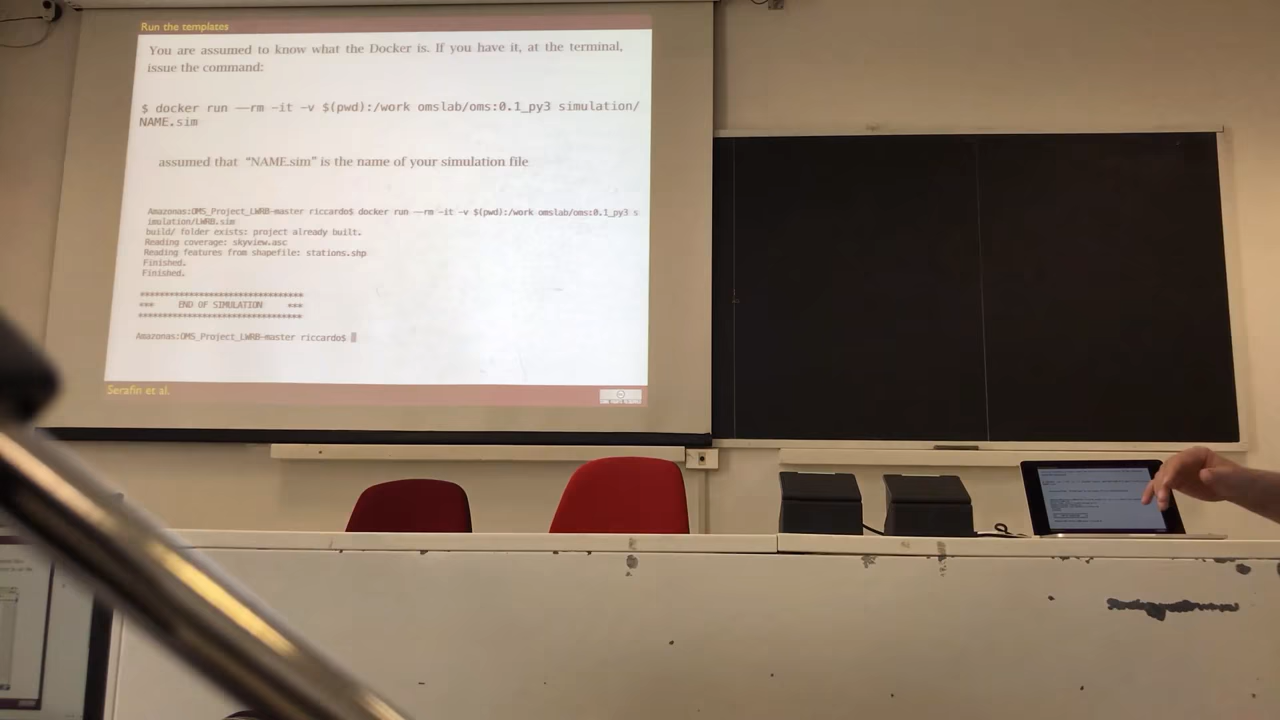 Run the templates
You are assumed to know what the Docker is. If you have it, at the terminal,
issue the command:
$ docker run --rm -it -v $(pwd):/work omslab/oms:0.1_py3 simulation/
NAME.sim
assumed that “NAME.sim” is the name of your simulation file
Amazonas:OMS_Project_LWRB-master riccardo$ docker run --rm -it -v $(pwd):/work omslab/oms:0.1_py3 s
imulation/LWRB.sim
build/ folder exists: project already built.
Reading coverage: skyview.asc
Reading features from shapefile: stations.shp
Finished.
Finished.
********************************
*** END OF SIMULATION ***
********************************
Amazonas:OMS_Project_LWRB-master riccardo$
Serafin et al.